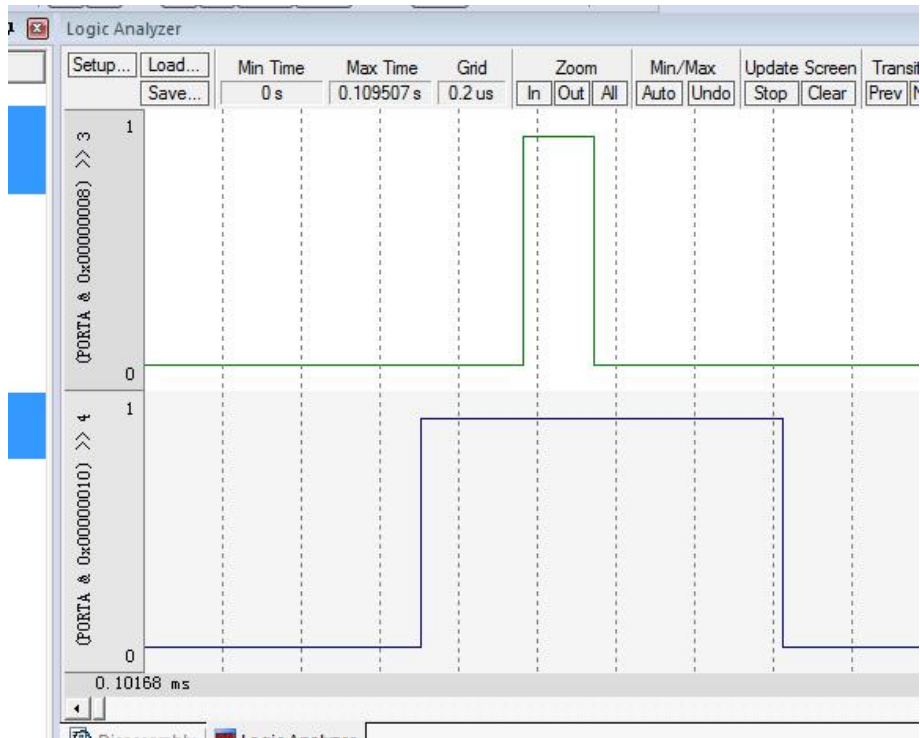 Logic Analyzer
Setup... Load... Min Time Max Time Grid Zoom Min/Max Update Screen Transit
Save... 0 s 0.109507 s 0.2 us In Out All Auto Undo Stop Clear Prev
1
(PORTA & 0x00000008) >> 3
0
1
(PORTA & 0x00000010) >> 4
0
0.10168 ms